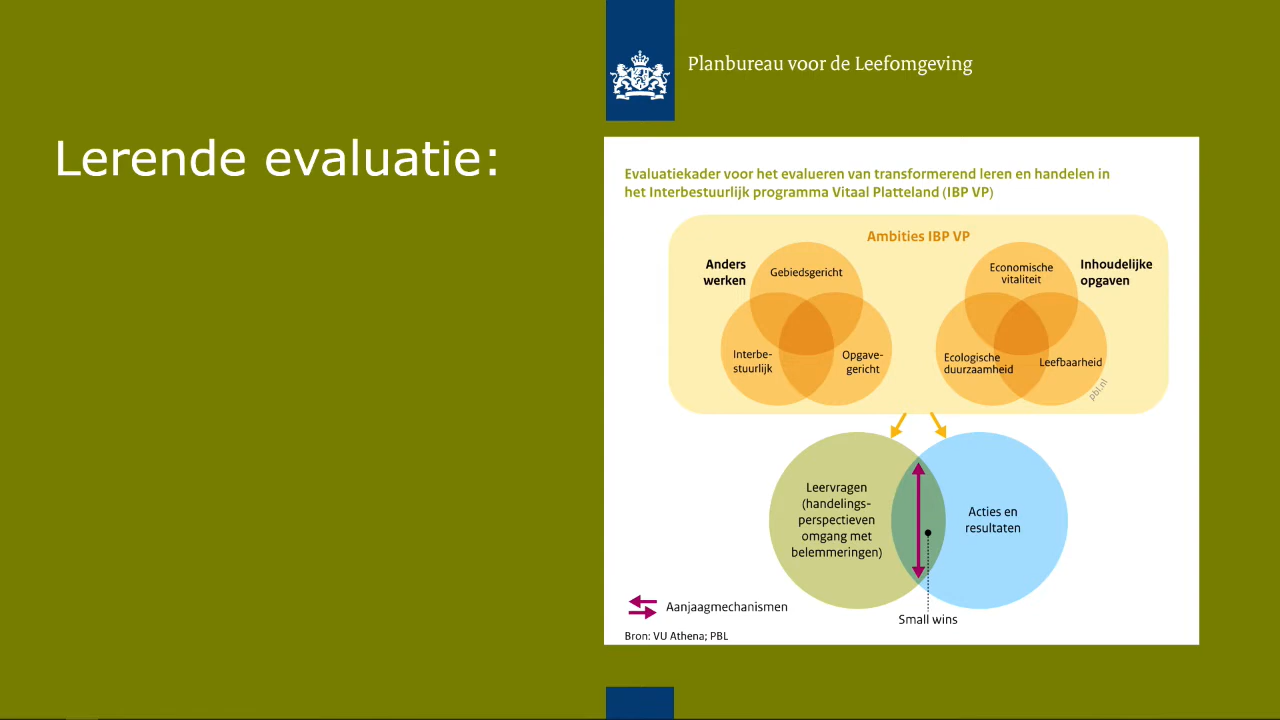 Planbureau voor de Leefomgeving
Lerende evaluatie:
Evaluatiekader voor het evalueren van transformerend leren en handelen in
het Interbestuurlijk programma Vitaal Platteland (IBP VP)
Ambities IBP VP
Anders
werken
Gebiedsgericht
Interbe-
stuurlijk
Opgave-
gericht
Economische
vitaliteit
Inhoudelijke
opgaven
Ecologische
duurzaamheid
Leefbaarheid
pbl.nl
Leervragen
(handelings-
perspectieven
omgang met
belemmeringen)
Acties en
resultaten
Aanjaagmechanismen
Small wins
Bron: VU Athena; PBL